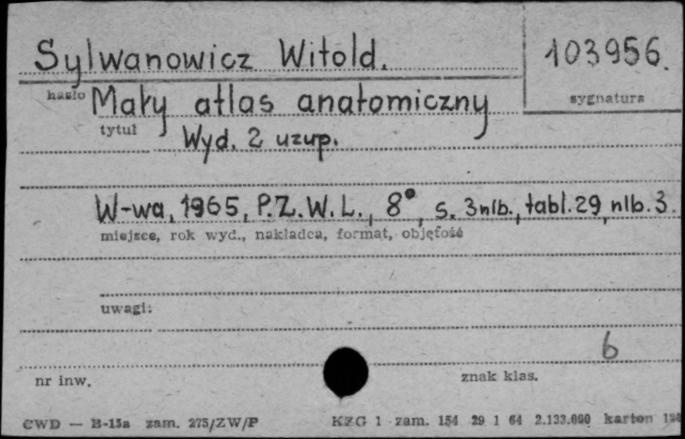 Sylwanowicz Witold.
103956.
hasło
sygnatura
Mały atlas anatomiczny
tytuł
Wyd. 2 uzup.
W-wa, 1965, P.Z.W.L., 8°, s. 3nlb., tabl. 29, nlb. 3.
miejsce, rok wyd., nakładca, format, objętość
uwagi:
6
nr inw.
znak klas.
CWD — B-15a zam. 275/ZW/P
KZG 1 zam. 154 29 1 64 2.133.000 karton